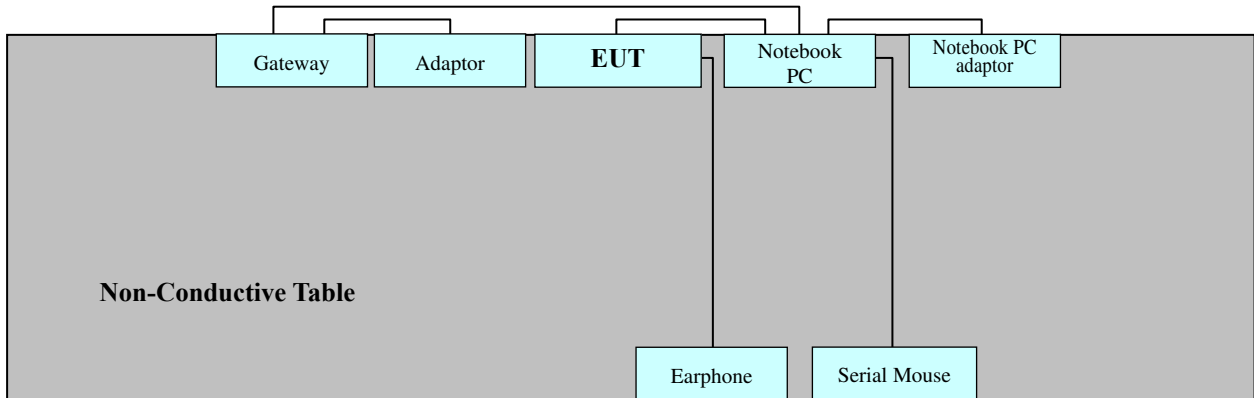 Gateway
Adaptor
EUT
Notebook
PC
Notebook PC
adaptor
Non-Conductive Table
Earphone
Serial Mouse